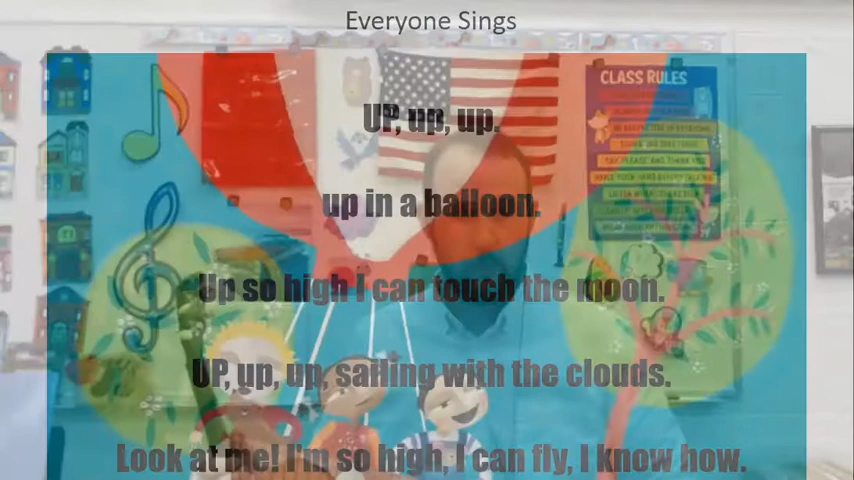 Everyone Sings
CLASS RULES
UP, up, up.
up in a balloon.
Up so high I can touch the moon.
UP, up, up, sailing with the clouds.
Look at me! I'm so high, I can fly, I know how.